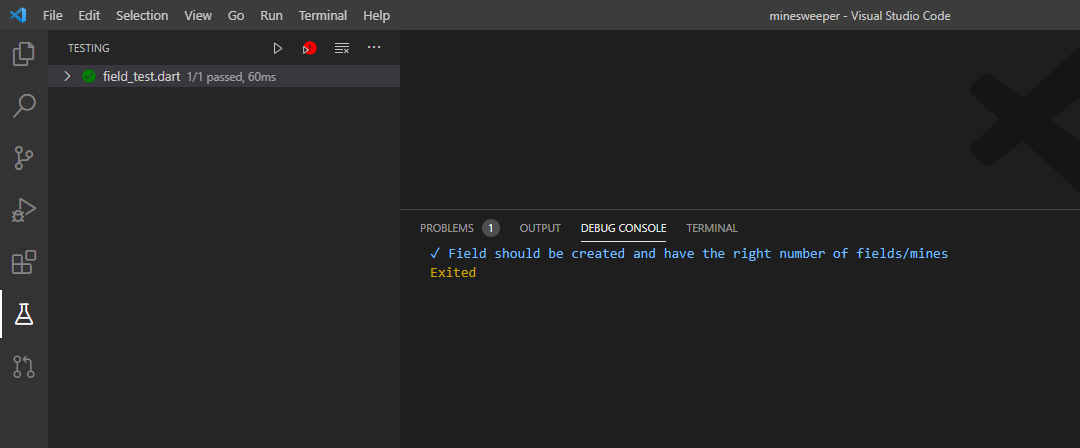 File Edit Selection View Go Run Terminal Help minesweeper - Visual Studio Code
TESTING
field_test.dart 1/1 passed, 60ms
PROBLEMS 1 OUTPUT DEBUG CONSOLE TERMINAL
✓ Field should be created and have the right number of fields/mines
Exited